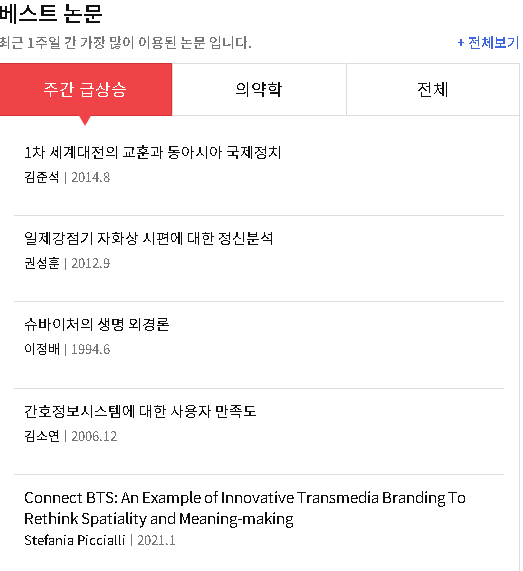 베스트 논문
최근 1주일 간 가장 많이 이용된 논문 입니다.
+ 전체보기
주간 급상승
의약학
전체
1차 세계대전의 교훈과 동아시아 국제정치
김준석 | 2014.8
일제강점기 자화상 시편에 대한 정신분석
권성훈 | 2012.9
슈바이처의 생명 외경론
이정배 | 1994.6
간호정보시스템에 대한 사용자 만족도
김소연 | 2006.12
Connect BTS: An Example of Innovative Transmedia Branding To
Rethink Spatiality and Meaning-making
Stefania Piccialli | 2021.1